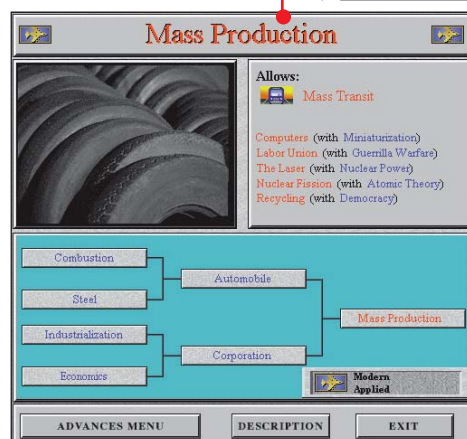 Mass Production
Allows:
Mass Transit
Computers (with Miniaturization)
Labor Union (with Guerrilla Warfare)
The Laser (with Nuclear Power)
Nuclear Fission (with Atomic Theory)
Recycling (with Democracy)
Combustion
Steel
Industrialization
Economics
Automobile
Corporation
Mass Production
Modern
Applied
ADVANCES MENU
DESCRIPTION
EXIT